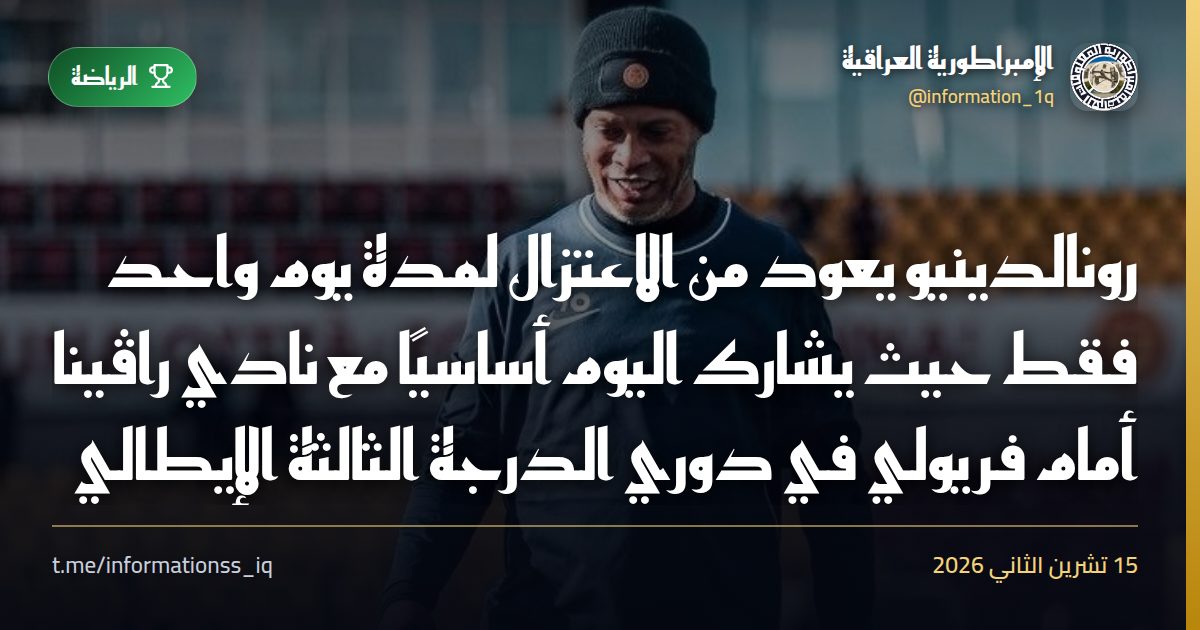 الإمبراطورية العراقية
@information_1q
الرياضة
رونالدينيو يعود من الاعتزال لمدة يوم واحد
فقط حيث يشارك اليوم أساسيًا مع نادي راڤينا
أمام فريولي في دوري الدرجة الثالثة الإيطالي
15 تشرين الثاني 2026
t.me/informationss_iq